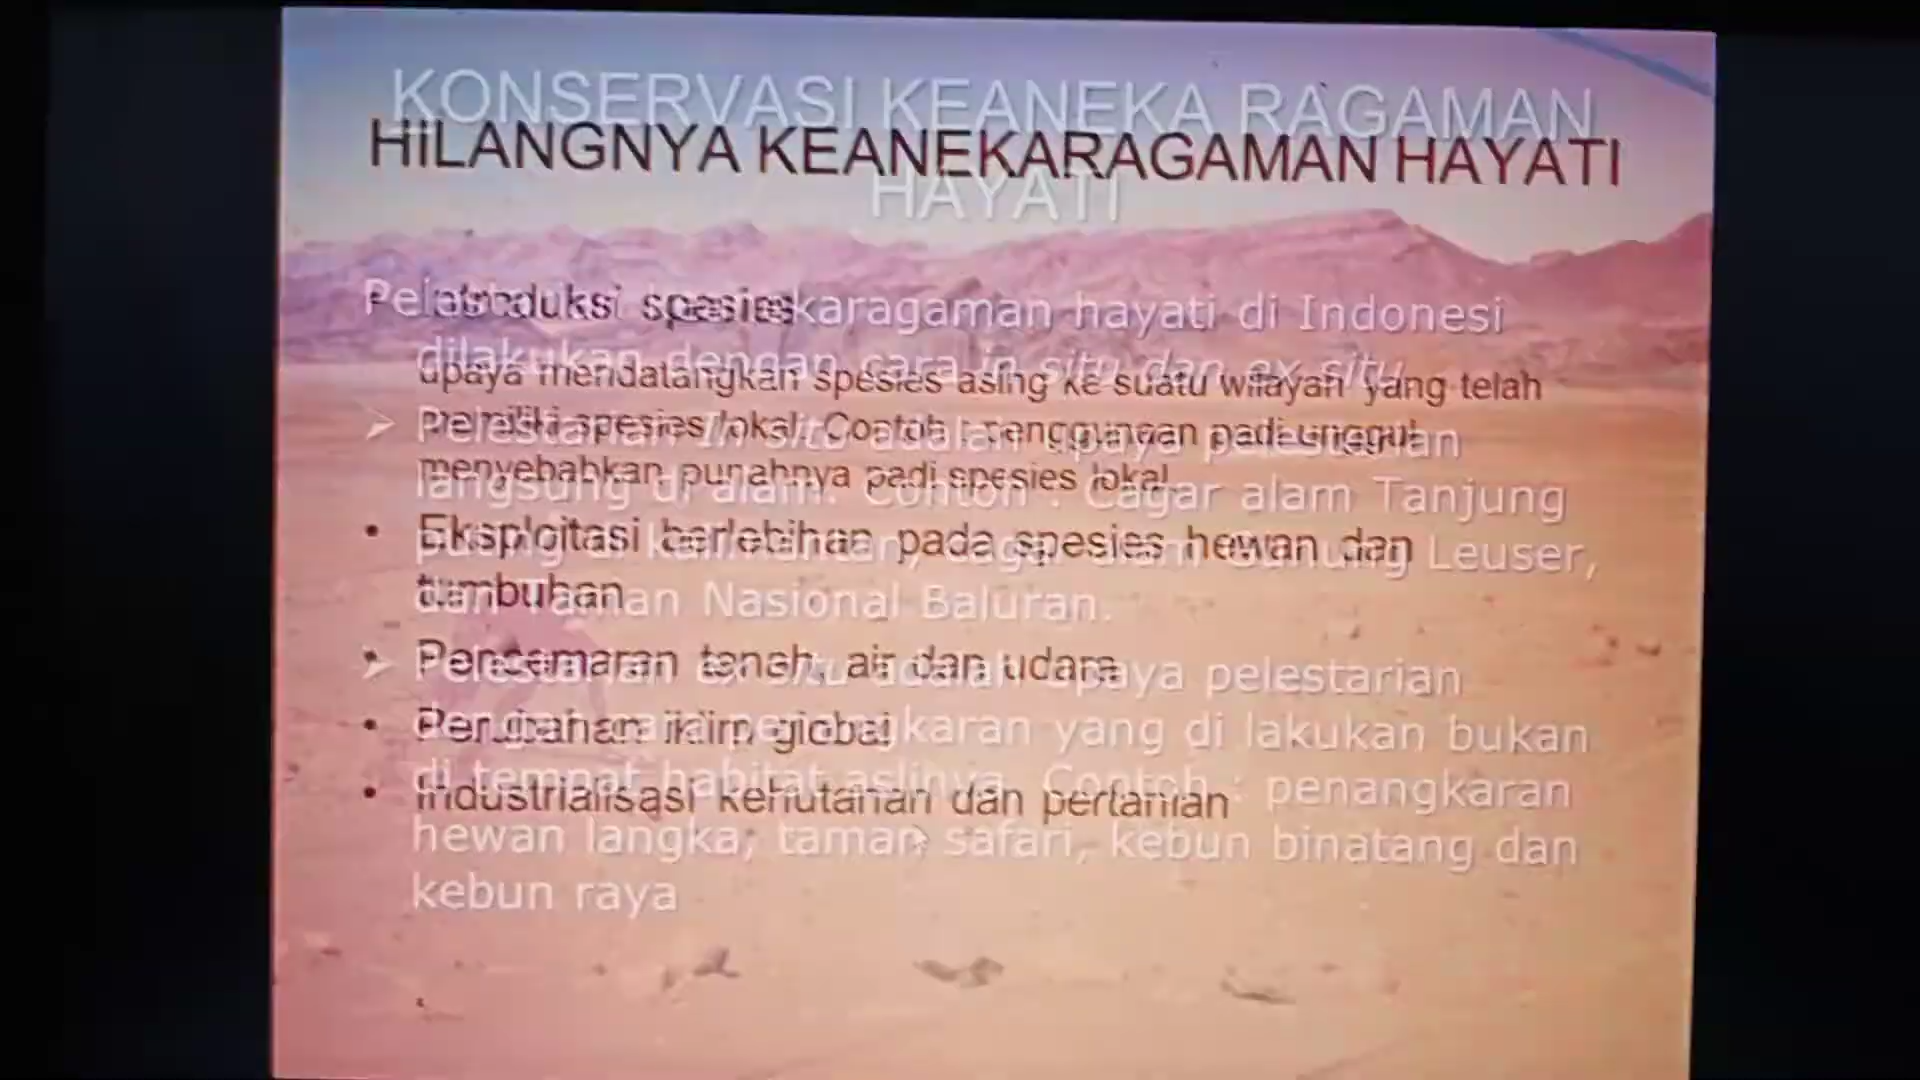 KONSERVASI KEANEKA RAGAMAN
HAYATI
HILANGNYA KEANEKARAGAMAN HAYATI
karagaman hayati di Indonesi
dilakukan dengan cara in situ dan ex situ
➤ Pelestarian In situ adalah upaya pelestarian
langsung di alam. Contoh : Cagar alam Tanjung
Leuser,
dan Taman Nasional Baluran.
➤ Pelestarian ex situ adalah upaya pelestarian
yang di lakukan bukan
di tempat habitat aslinya. Contoh : penangkaran
hewan langka, taman safari, kebun binatang dan
kebun raya
• Introduksi spesies
upaya mendatangkan spesies asing ke suatu wilayah yang telah
memiliki spesies lokal. Contoh : penggunaan padi unggul
menyebabkan punahnya padi spesies lokal.
• Eksploitasi berlebihan pada spesies hewan dan
tumbuhan
• Pencemaran tanah, air dan udara
• Perubahan iklim global
• Industrialisasi kehutanan dan pertanian